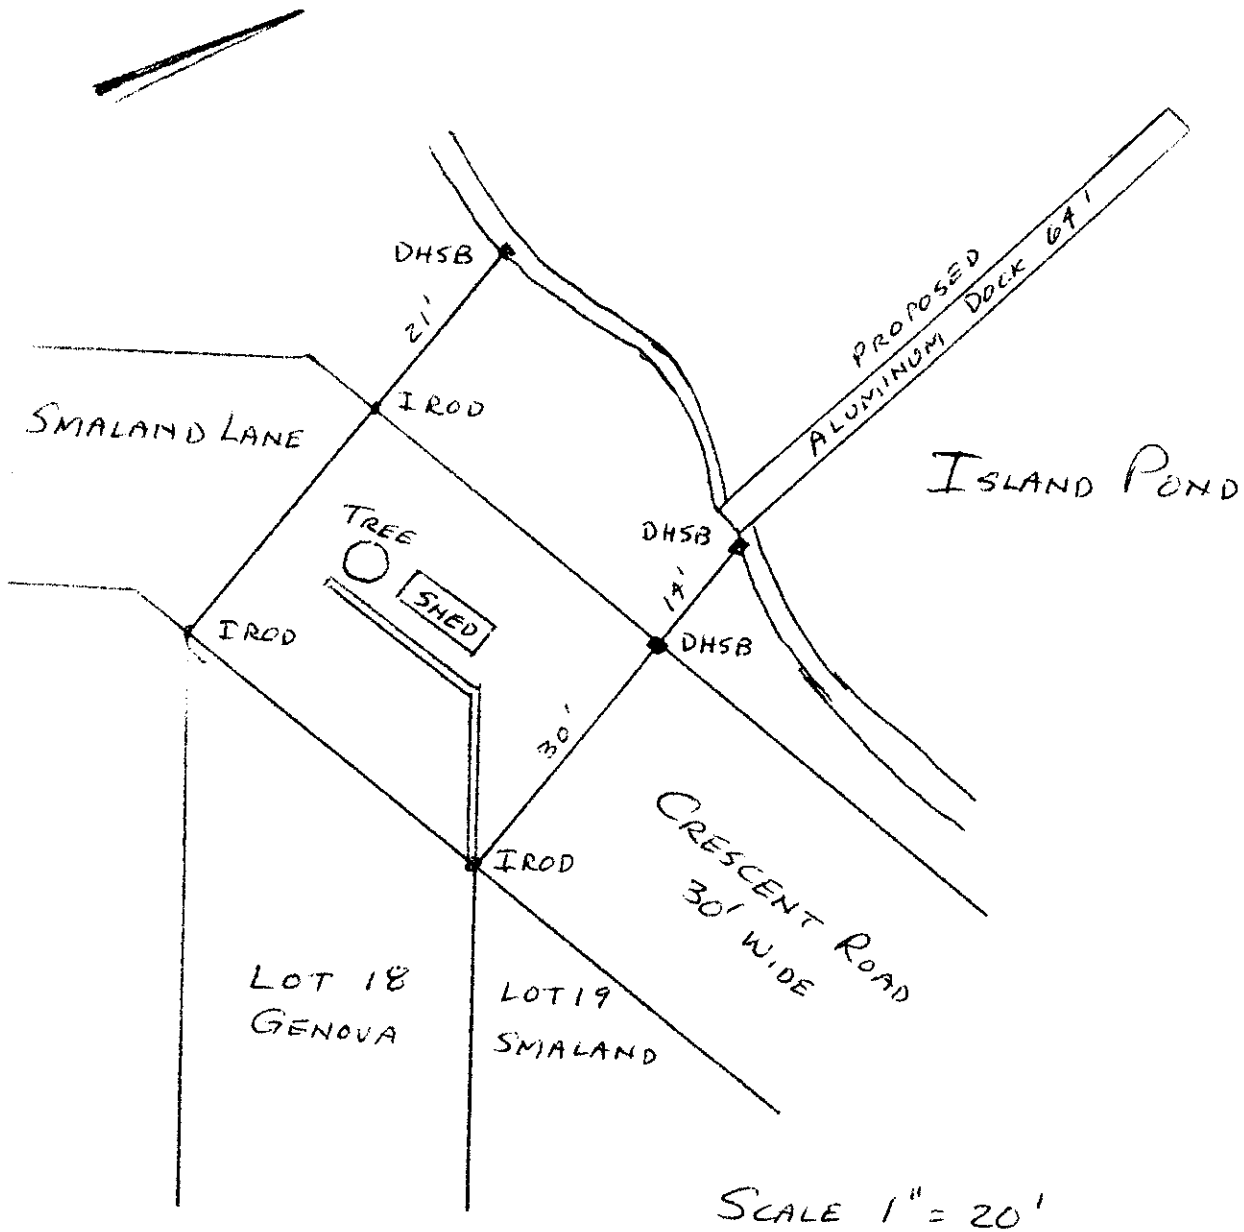 DHSB
21'
PROPOSED
ALUMINUM DOCK 64'
IROD
SMALAND LANE
ISLAND POND
TREE
DHSB
SHED
14'
IROD
DHSB
30'
CRESCENT ROAD
30' WIDE
IROD
LOT 18
GENOVA
LOT 19
SMALAND
SCALE 1" = 20'